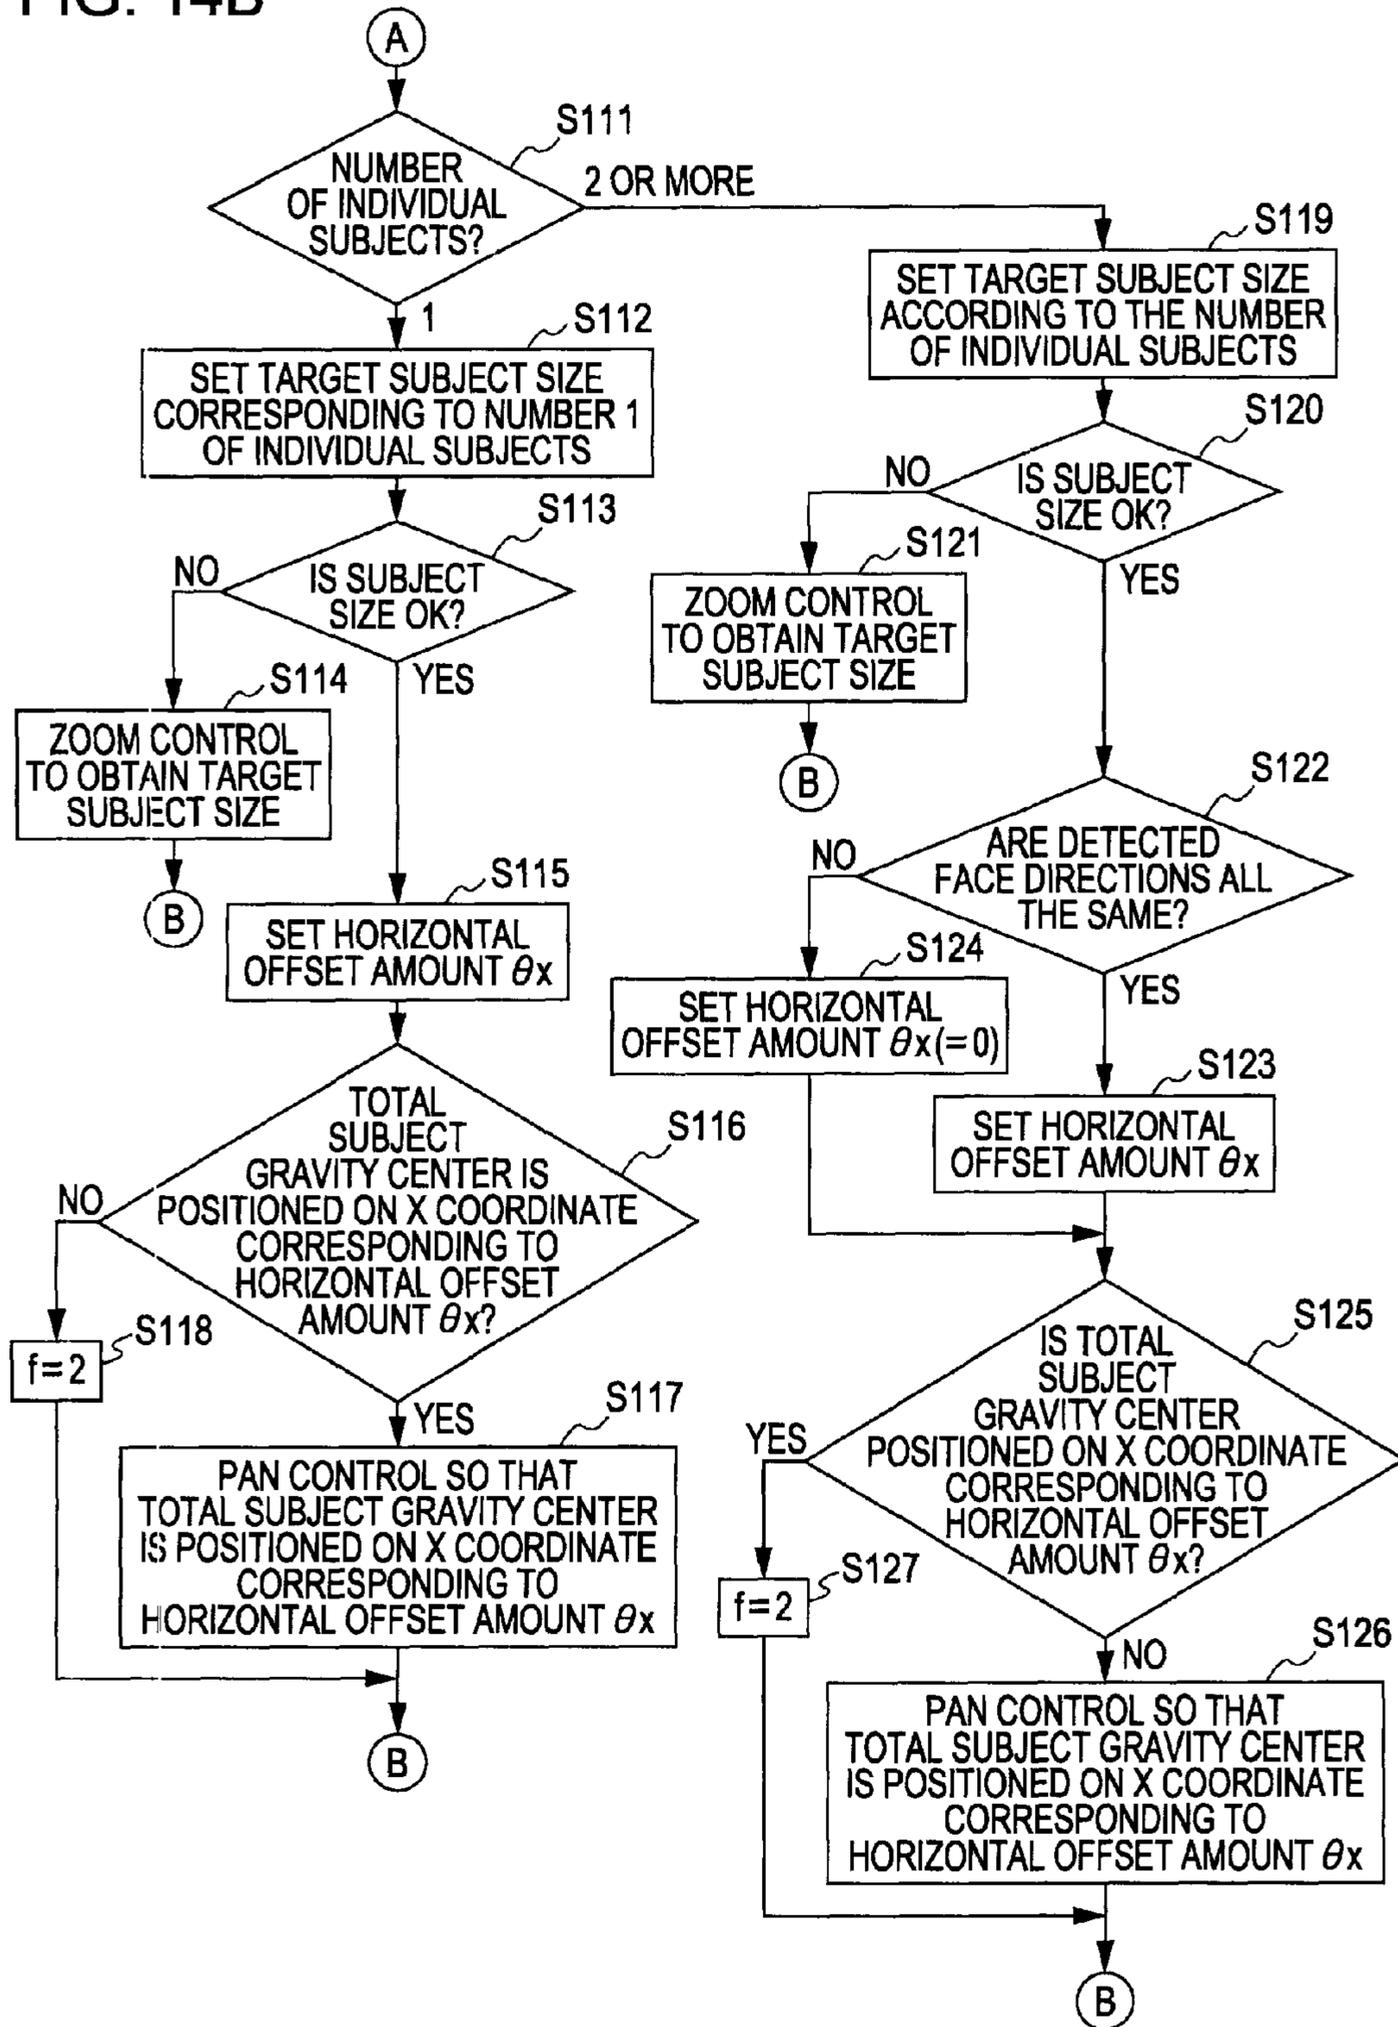 FIG. 14B
A
S111
NUMBER
OF INDIVIDUAL
SUBJECTS?
2 OR MORE
1
S112
SET TARGET SUBJECT SIZE
CORRESPONDING TO NUMBER 1
OF INDIVIDUAL SUBJECTS
S113
IS SUBJECT
SIZE OK?
NO
YES
S114
ZOOM CONTROL
TO OBTAIN TARGET
SUBJECT SIZE
B
S115
SET HORIZONTAL
OFFSET AMOUNT θx
S116
TOTAL
SUBJECT
GRAVITY CENTER IS
POSITIONED ON X COORDINATE
CORRESPONDING TO
HORIZONTAL OFFSET
AMOUNT θx?
NO
S118
f=2
YES
S117
PAN CONTROL SO THAT
TOTAL SUBJECT GRAVITY CENTER
IS POSITIONED ON X COORDINATE
CORRESPONDING TO
HORIZONTAL OFFSET AMOUNT θx
B
S119
SET TARGET SUBJECT SIZE
ACCORDING TO THE NUMBER
OF INDIVIDUAL SUBJECTS
S120
IS SUBJECT
SIZE OK?
NO
YES
S121
ZOOM CONTROL
TO OBTAIN TARGET
SUBJECT SIZE
B
S122
ARE DETECTED
FACE DIRECTIONS ALL
THE SAME?
NO
YES
S124
SET HORIZONTAL
OFFSET AMOUNT θx(=0)
S123
SET HORIZONTAL
OFFSET AMOUNT θx
S125
IS TOTAL
SUBJECT
GRAVITY CENTER
POSITIONED ON X COORDINATE
CORRESPONDING TO
HORIZONTAL OFFSET
AMOUNT θx?
YES
S127
f=2
NO
S126
PAN CONTROL SO THAT
TOTAL SUBJECT GRAVITY CENTER
IS POSITIONED ON X COORDINATE
CORRESPONDING TO
HORIZONTAL OFFSET AMOUNT θx
B